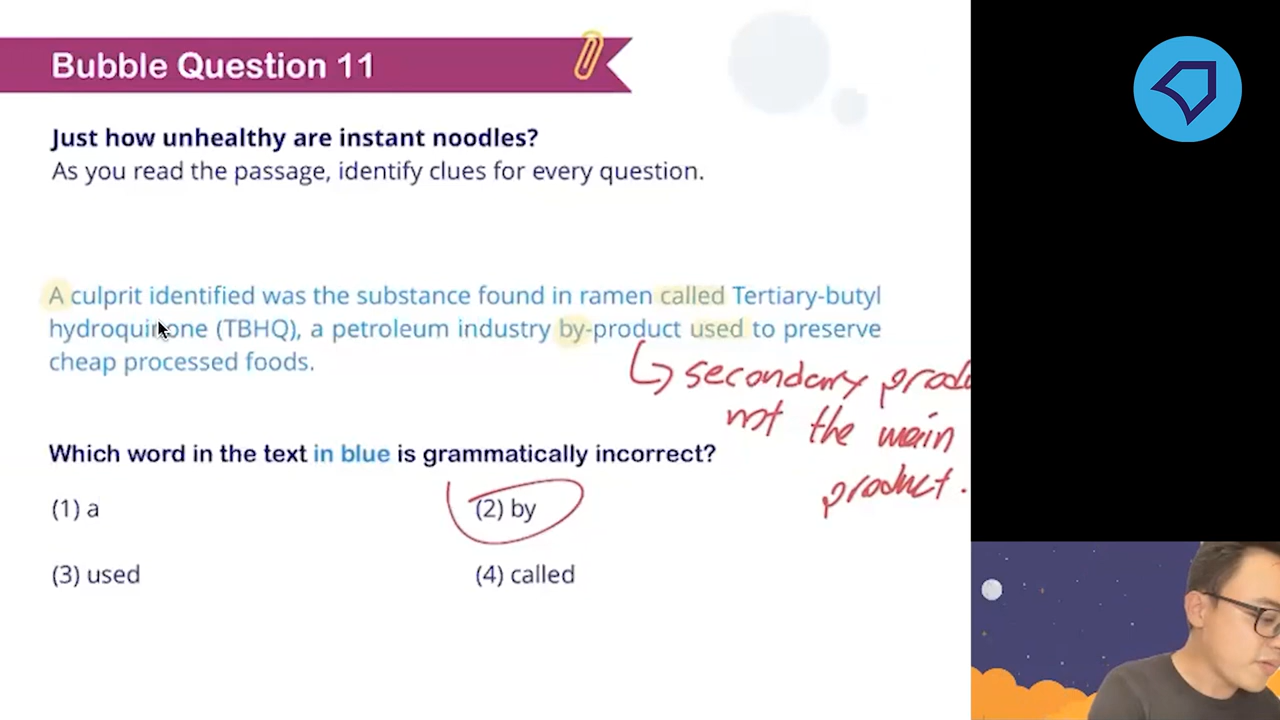 Bubble Question 11
Just how unhealthy are instant noodles?
As you read the passage, identify clues for every question.
A culprit identified was the substance found in ramen called Tertiary-butyl
hydroquinone (TBHQ), a petroleum industry by-product used to preserve
cheap processed foods.
secondary
not the main
product.
Which word in the text in blue is grammatically incorrect?
(1) a
(2) by
(3) used
(4) called